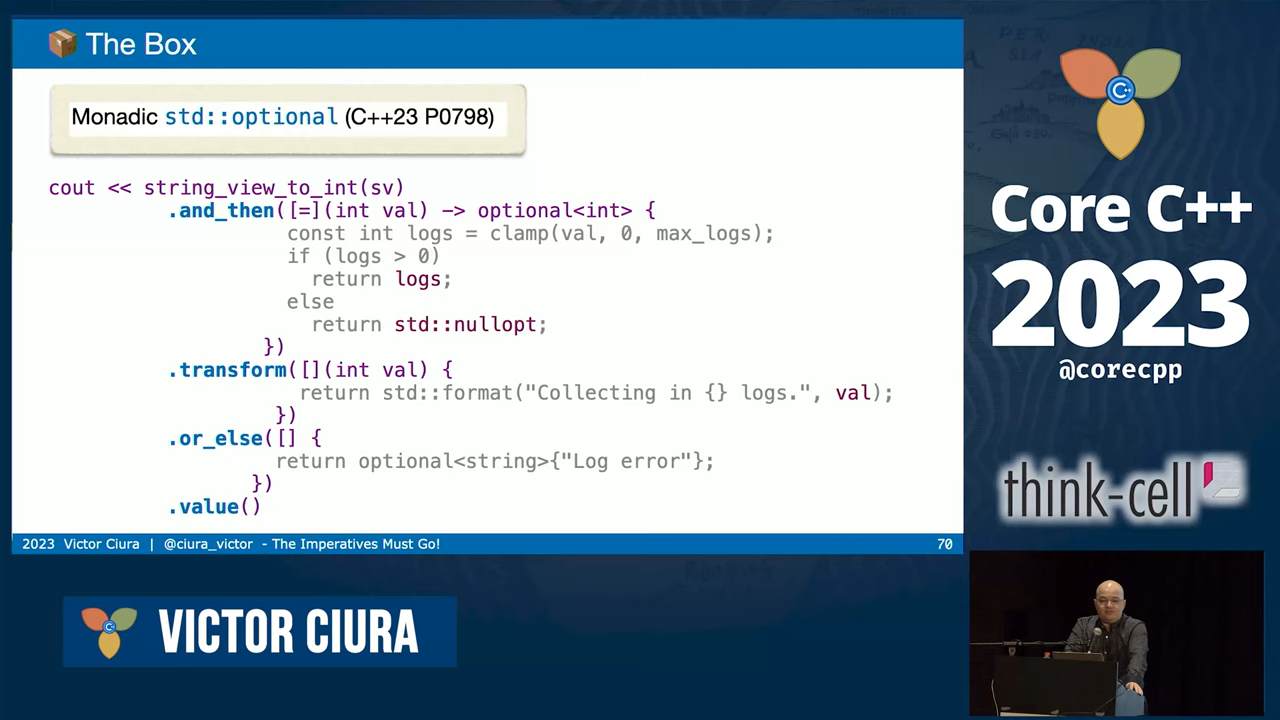 The Box
Monadic std::optional (C++23 P0798)
cout << string_view_to_int(sv)
.and_then([=](int val) -> optional<int> {
const int logs = clamp(val, 0, max_logs);
if (logs > 0)
return logs;
else
return std::nullopt;
})
.transform([](int val) {
return std::format("Collecting in {} logs.", val);
})
.or_else([] {
return optional<string>{"Log error"};
})
.value()
2023 Victor Ciura | @ciura_victor - The Imperatives Must Go!
70
VICTOR CIURA
C++
Core C++
2023
@corecpp
think-cell